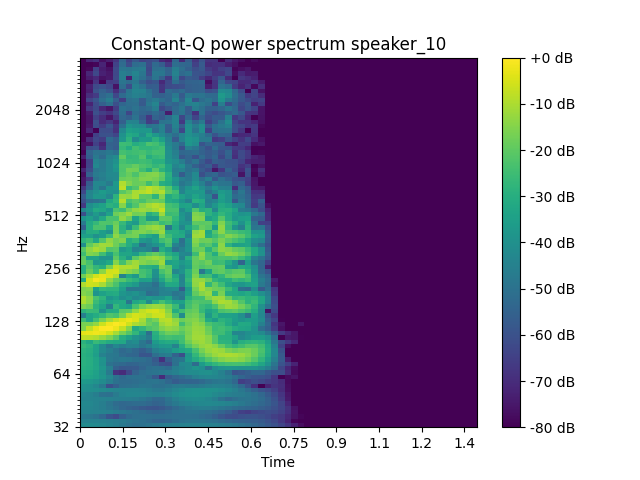 Constant-Q power spectrum speaker_10
Hz
2048
1024
512
256
128
64
32
0 0.15 0.3 0.45 0.6 0.75 0.9 1.1 1.2 1.4
Time
+0 dB
-10 dB
-20 dB
-30 dB
-40 dB
-50 dB
-60 dB
-70 dB
-80 dB